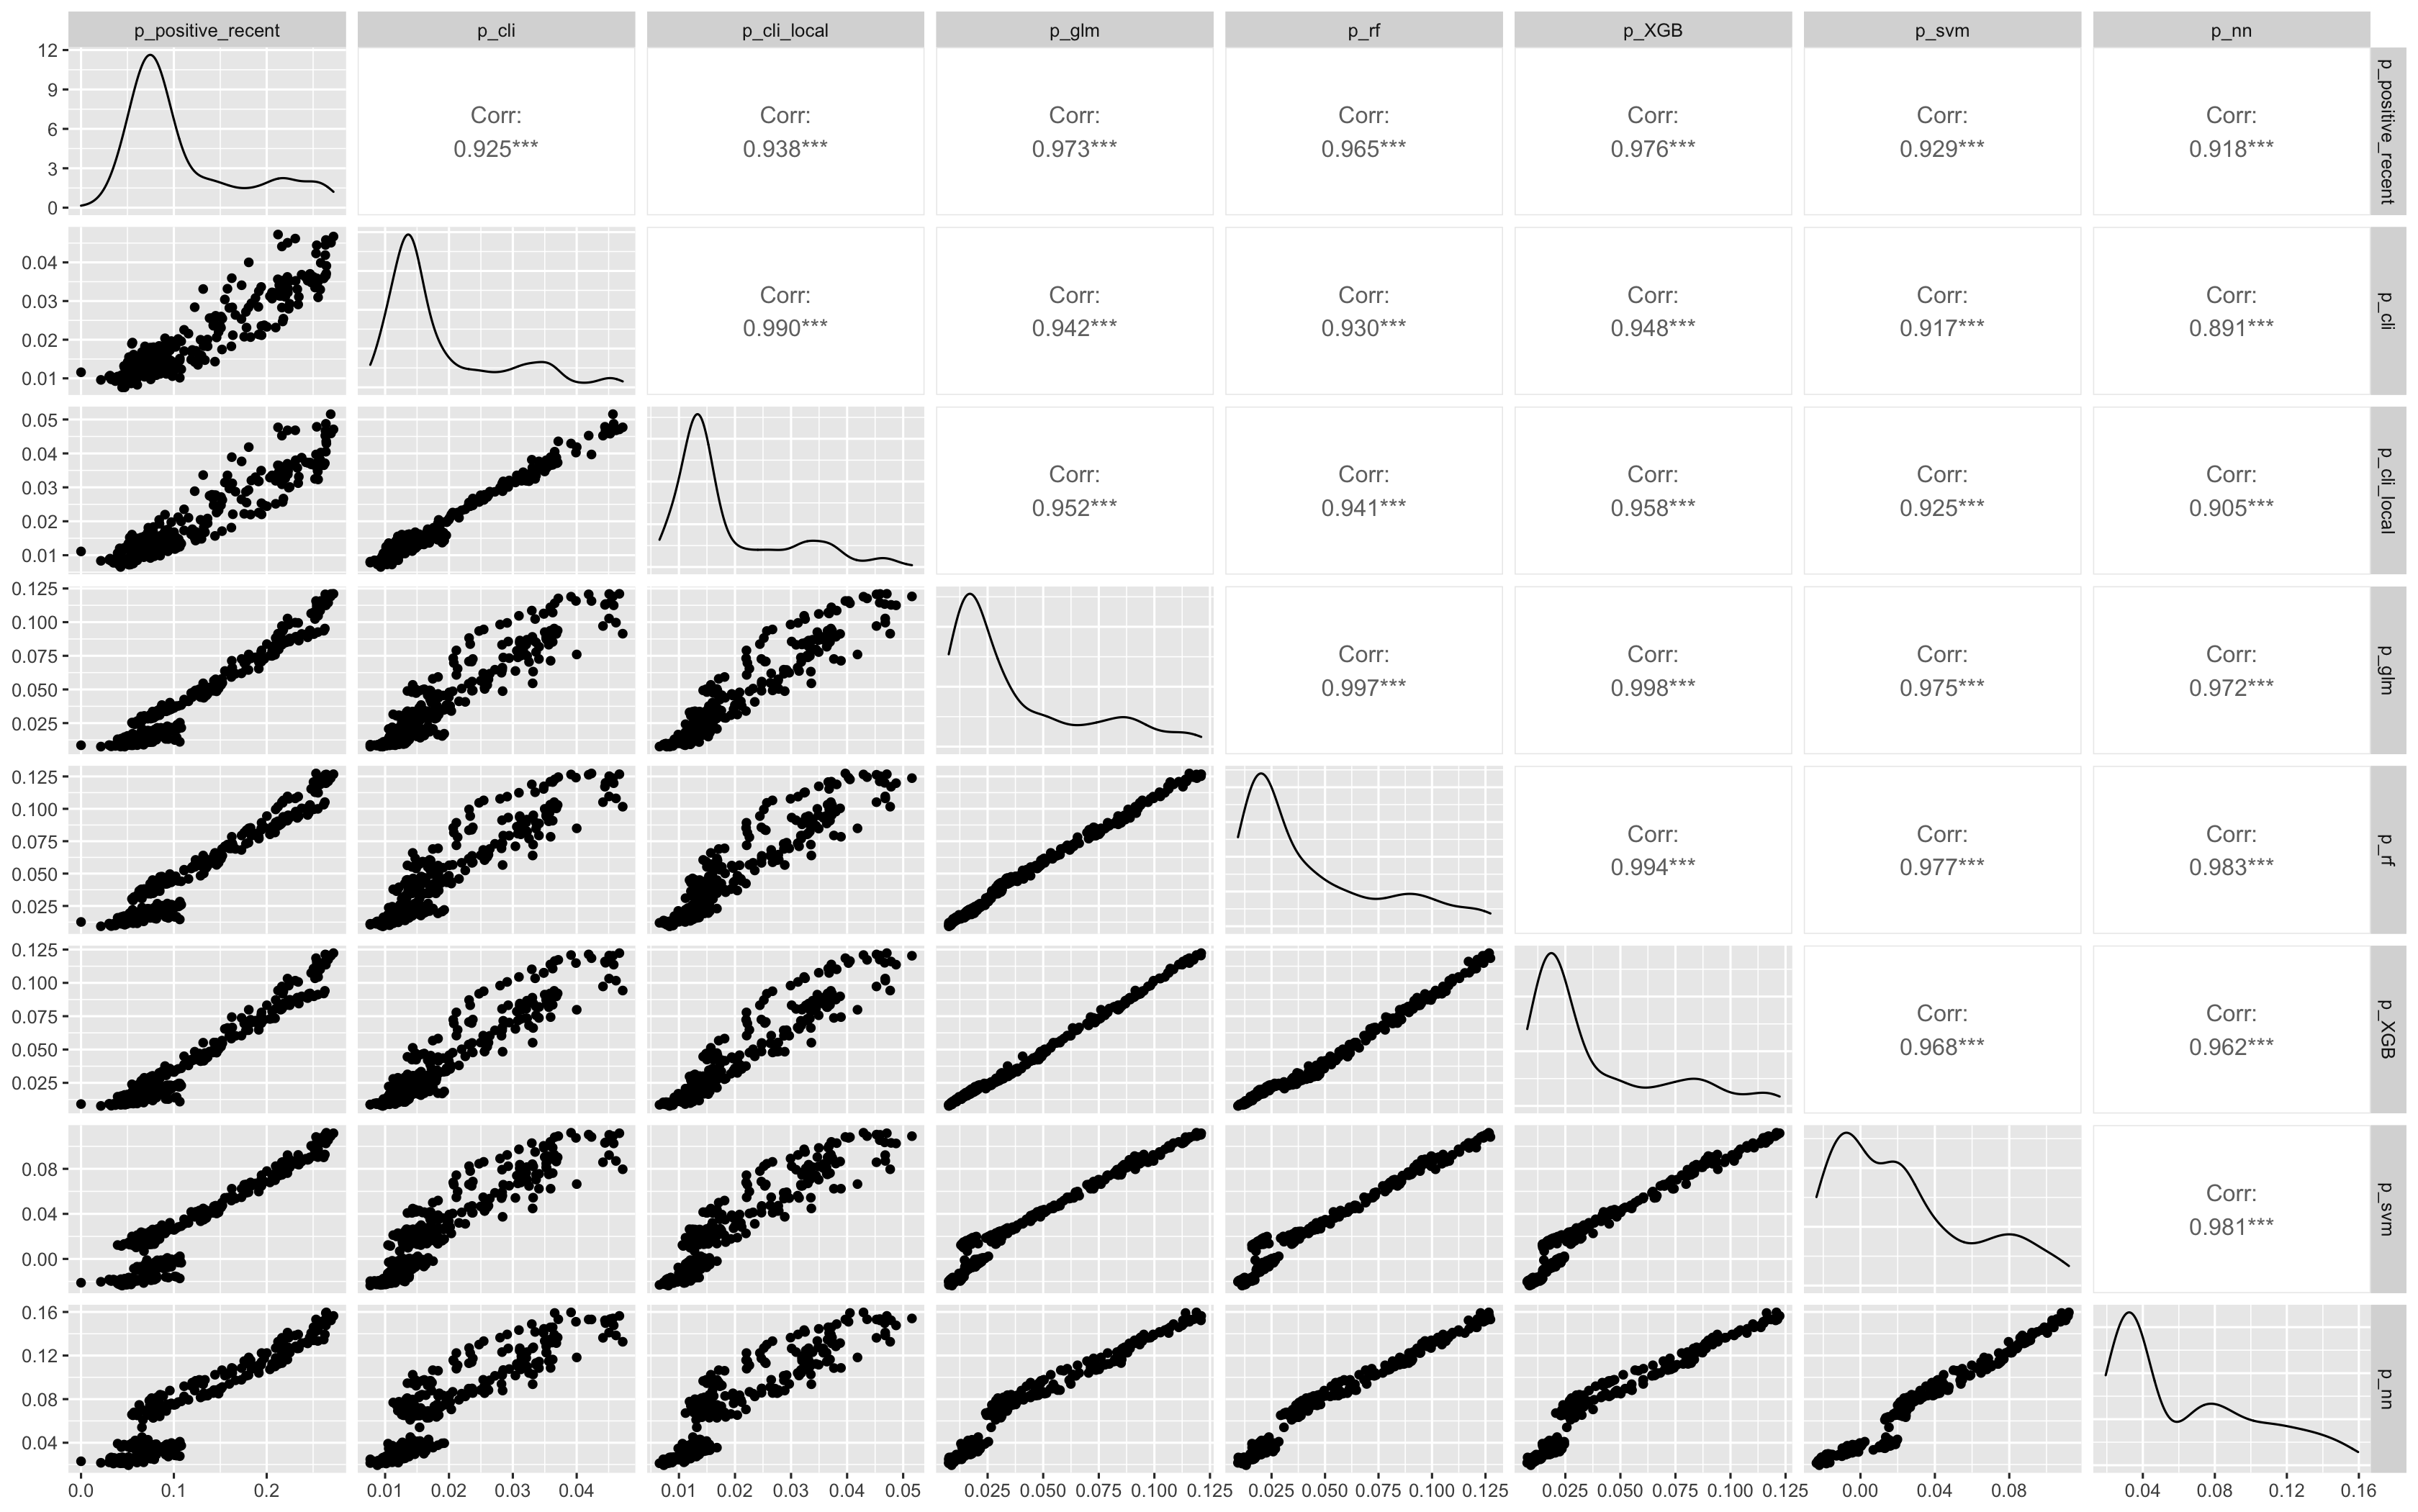 p_positive_recent p_cli p_cli_local p_glm p_rf p_XGB p_svm p_nn
12
9
6
3
0
Corr: Corr: Corr: Corr: Corr: Corr: Corr:
0.925*** 0.938*** 0.973*** 0.965*** 0.976*** 0.929*** 0.918***
p_positive_recent
0.04
0.03
0.02
0.01
Corr: Corr: Corr: Corr: Corr: Corr:
0.990*** 0.942*** 0.930*** 0.948*** 0.917*** 0.891***
p_cli
0.05
0.04
0.03
0.02
0.01
Corr: Corr: Corr: Corr: Corr:
0.952*** 0.941*** 0.958*** 0.925*** 0.905***
p_cli_local
0.125
0.100
0.075
0.050
0.025
Corr: Corr: Corr: Corr:
0.997*** 0.998*** 0.975*** 0.972***
p_glm
0.125
0.100
0.075
0.050
0.025
Corr: Corr: Corr:
0.994*** 0.977*** 0.983***
p_rf
0.125
0.100
0.075
0.050
0.025
Corr: Corr:
0.968*** 0.962***
p_XGB
0.08
0.04
0.00
Corr:
0.981***
p_svm
0.16
0.12
0.08
0.04
p_nn
0.0 0.1 0.2 0.01 0.02 0.03 0.04 0.01 0.02 0.03 0.04 0.05 0.025 0.050 0.075 0.100 0.125 0.025 0.050 0.075 0.100 0.125 0.025 0.050 0.075 0.100 0.125 0.00 0.04 0.08 0.04 0.08 0.12 0.16